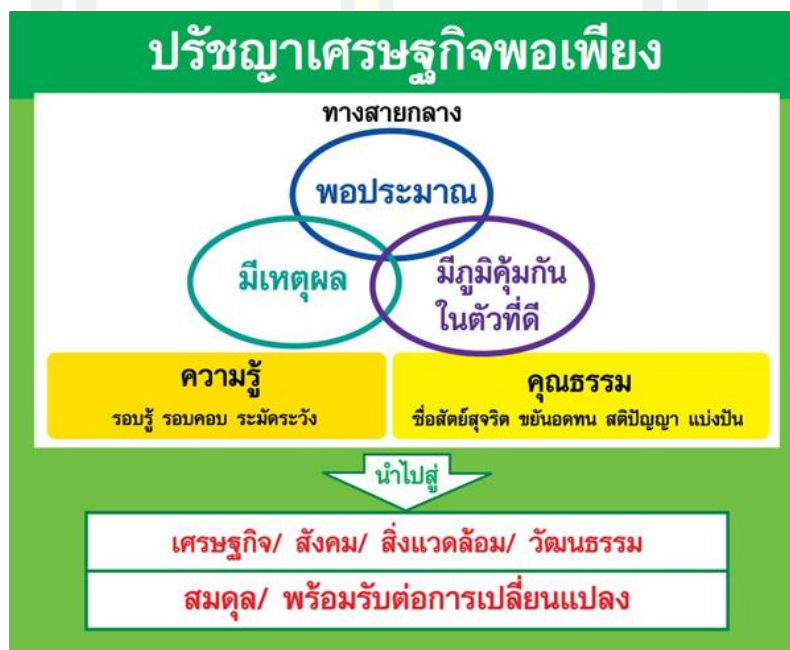 ปรัชญาเศรษฐกิจพอเพียง
ทางสายกลาง
พอประมาณ
มีเหตุผล
มีภูมิคุ้มกัน
ในตัวที่ดี
ความรู้
รอบรู้ รอบคอบ ระมัดระวัง
คุณธรรม
ซื่อสัตย์สุจริต ขยันอดทน สติปัญญา แบ่งปัน
นำไปสู่
เศรษฐกิจ/ สังคม/ สิ่งแวดล้อม/ วัฒนธรรม
สมดุล/ พร้อมรับต่อการเปลี่ยนแปลง